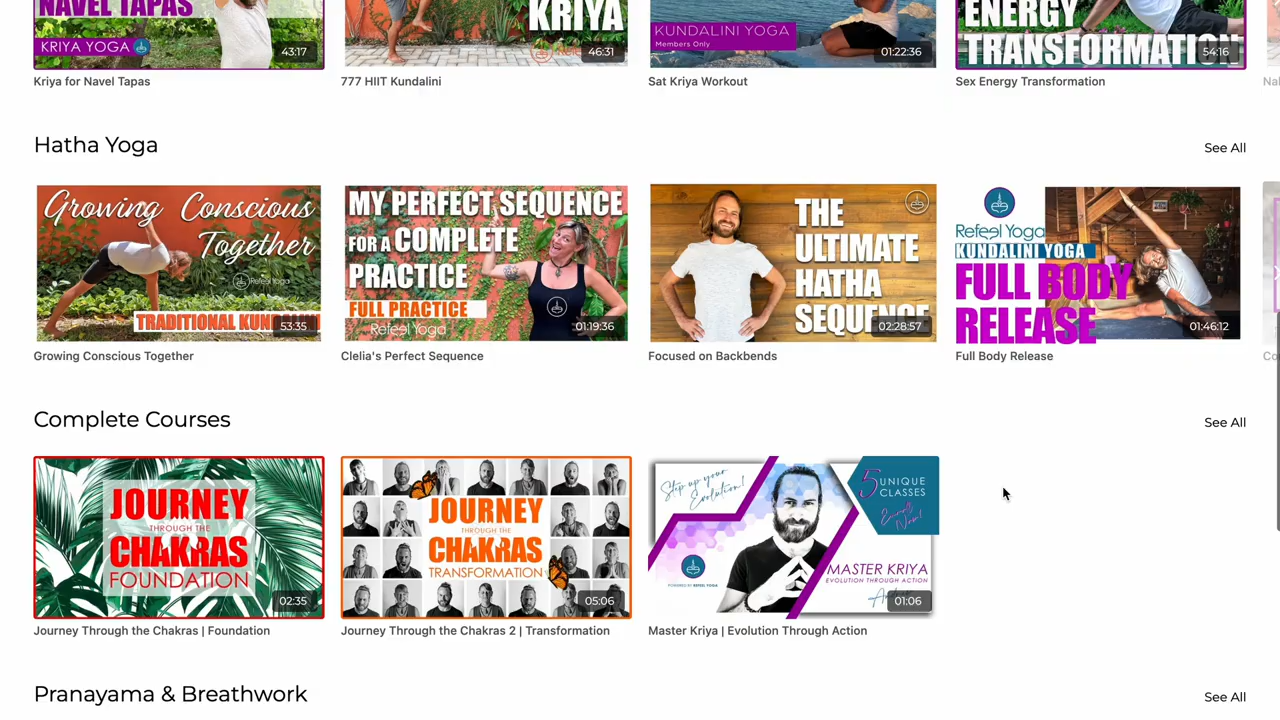 NAVEL TAPAS
KRIYA YOGA
43:17
Kriya for Navel Tapas
KRIYA
46:31
777 HIIT Kundalini
KUNDALINI YOGA
Members Only
01:22:36
Sat Kriya Workout
ENERGY
TRANSFORMATION
54:16
Sex Energy Transformation
Hatha Yoga
See All
Growing Conscious
Together
Refeel Yoga
TRADITIONAL
53:35
Growing Conscious Together
MY PERFECT SEQUENCE
FOR A COMPLETE
PRACTICE
FULL PRACTICE
Refeel Yoga
01:19:36
Clelia's Perfect Sequence
THE
ULTIMATE
HATHA
SEQUENCE
02:28:57
Focused on Backbends
Refeel Yoga
KUNDALINI YOGA
FULL BODY
RELEASE
01:46:12
Full Body Release
Complete Courses
See All
JOURNEY
THROUGH THE
CHAKRAS
FOUNDATION
02:35
Journey Through the Chakras | Foundation
JOURNEY
THROUGH THE
CHAKRAS
TRANSFORMATION
05:06
Journey Through the Chakras 2 | Transformation
Step up your
Evolution!
5 UNIQUE
CLASSES
POWERED BY REFEEL YOGA
MASTER KRIYA
EVOLUTION THROUGH ACTION
01:06
Master Kriya | Evolution Through Action
Pranayama & Breathwork
See All